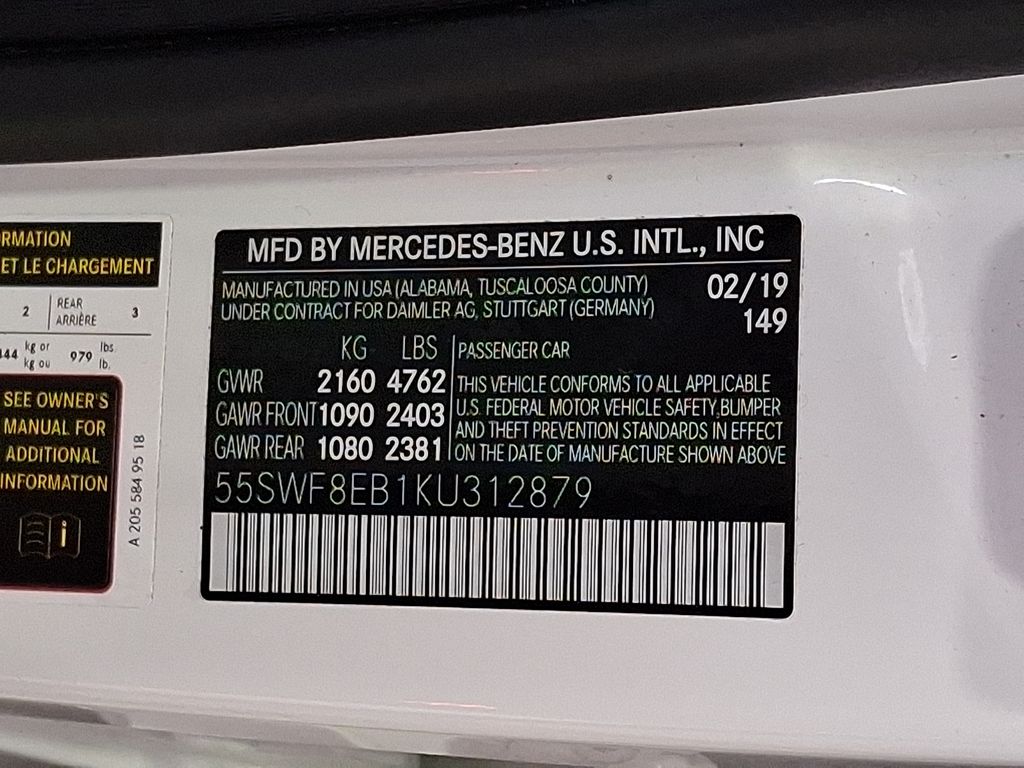 RMATION
ET LE CHARGEMENT
2 REAR ARRIÈRE 3
44 kg or kg ou 979 lbs. lb.
SEE OWNER'S
MANUAL FOR
ADDITIONAL
INFORMATION
i
A 205 584 95 18
MFD BY MERCEDES-BENZ U.S. INTL., INC
MANUFACTURED IN USA (ALABAMA, TUSCALOOSA COUNTY) 02/19
UNDER CONTRACT FOR DAIMLER AG, STUTTGART (GERMANY) 149
KG LBS PASSENGER CAR
GVWR 2160 4762 THIS VEHICLE CONFORMS TO ALL APPLICABLE
U.S. FEDERAL MOTOR VEHICLE SAFETY,BUMPER
GAWR FRONT 1090 2403
AND THEFT PREVENTION STANDARDS IN EFFECT
GAWR REAR 1080 2381 ON THE DATE OF MANUFACTURE SHOWN ABOVE
55SWF8EB1KU312879